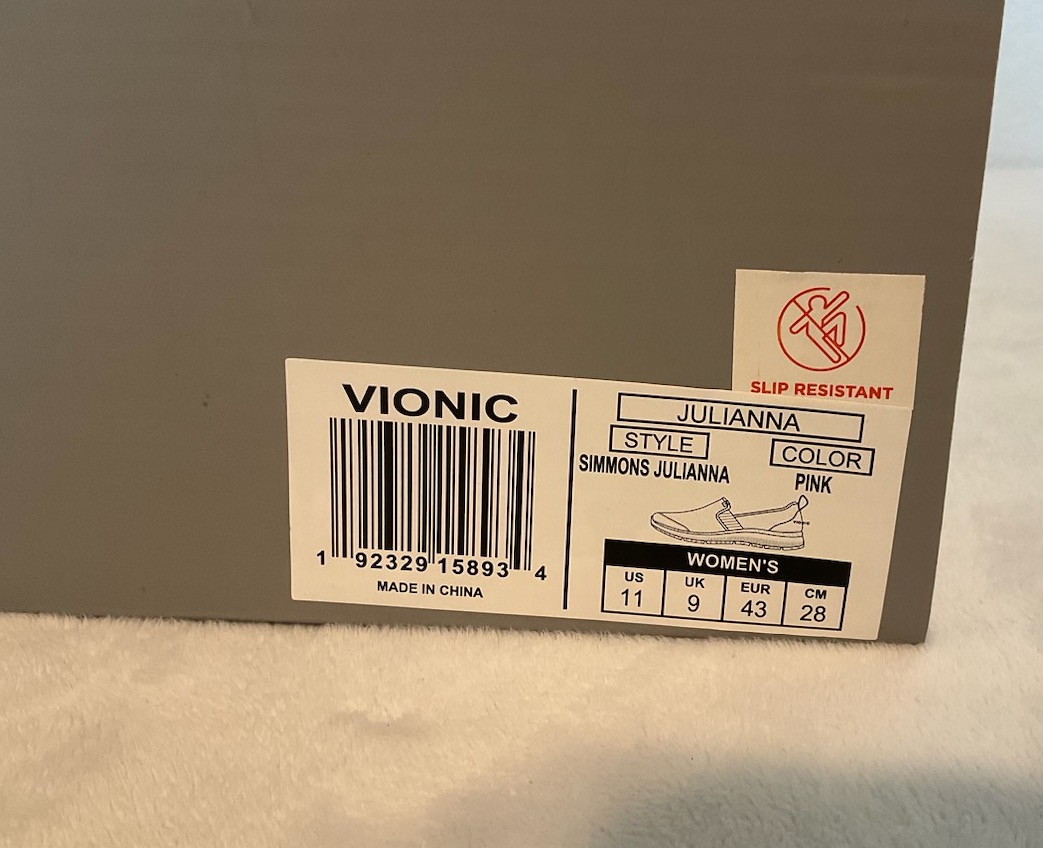 SLIP RESISTANT
VIONIC
1 92329 15893 4
MADE IN CHINA
JULIANNA
STYLE COLOR
SIMMONS JULIANNA PINK
WOMEN'S
US UK EUR CM
11 9 43 28